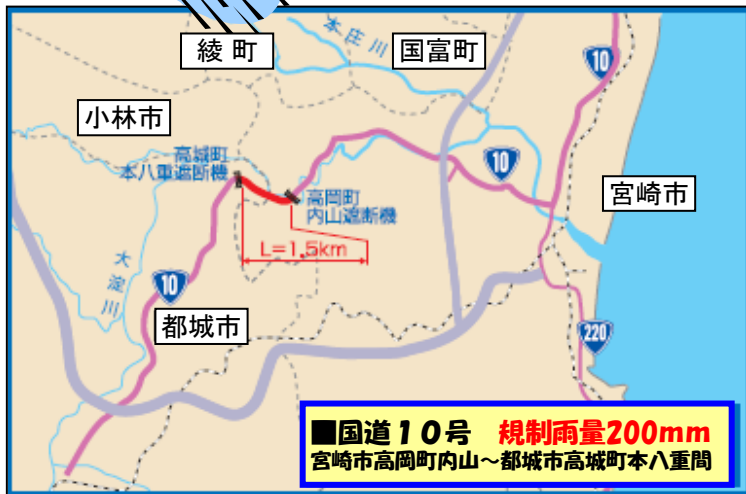 綾町
本庄川
国富町
10
小林市
高城町
本八重遮断機
10
高岡町
内山遮断機
宮崎市
L=1.5km
大淀川
10
都城市
220
■国道10号 規制雨量200mm
宮崎市高岡町内山～都城市高城町本八重間